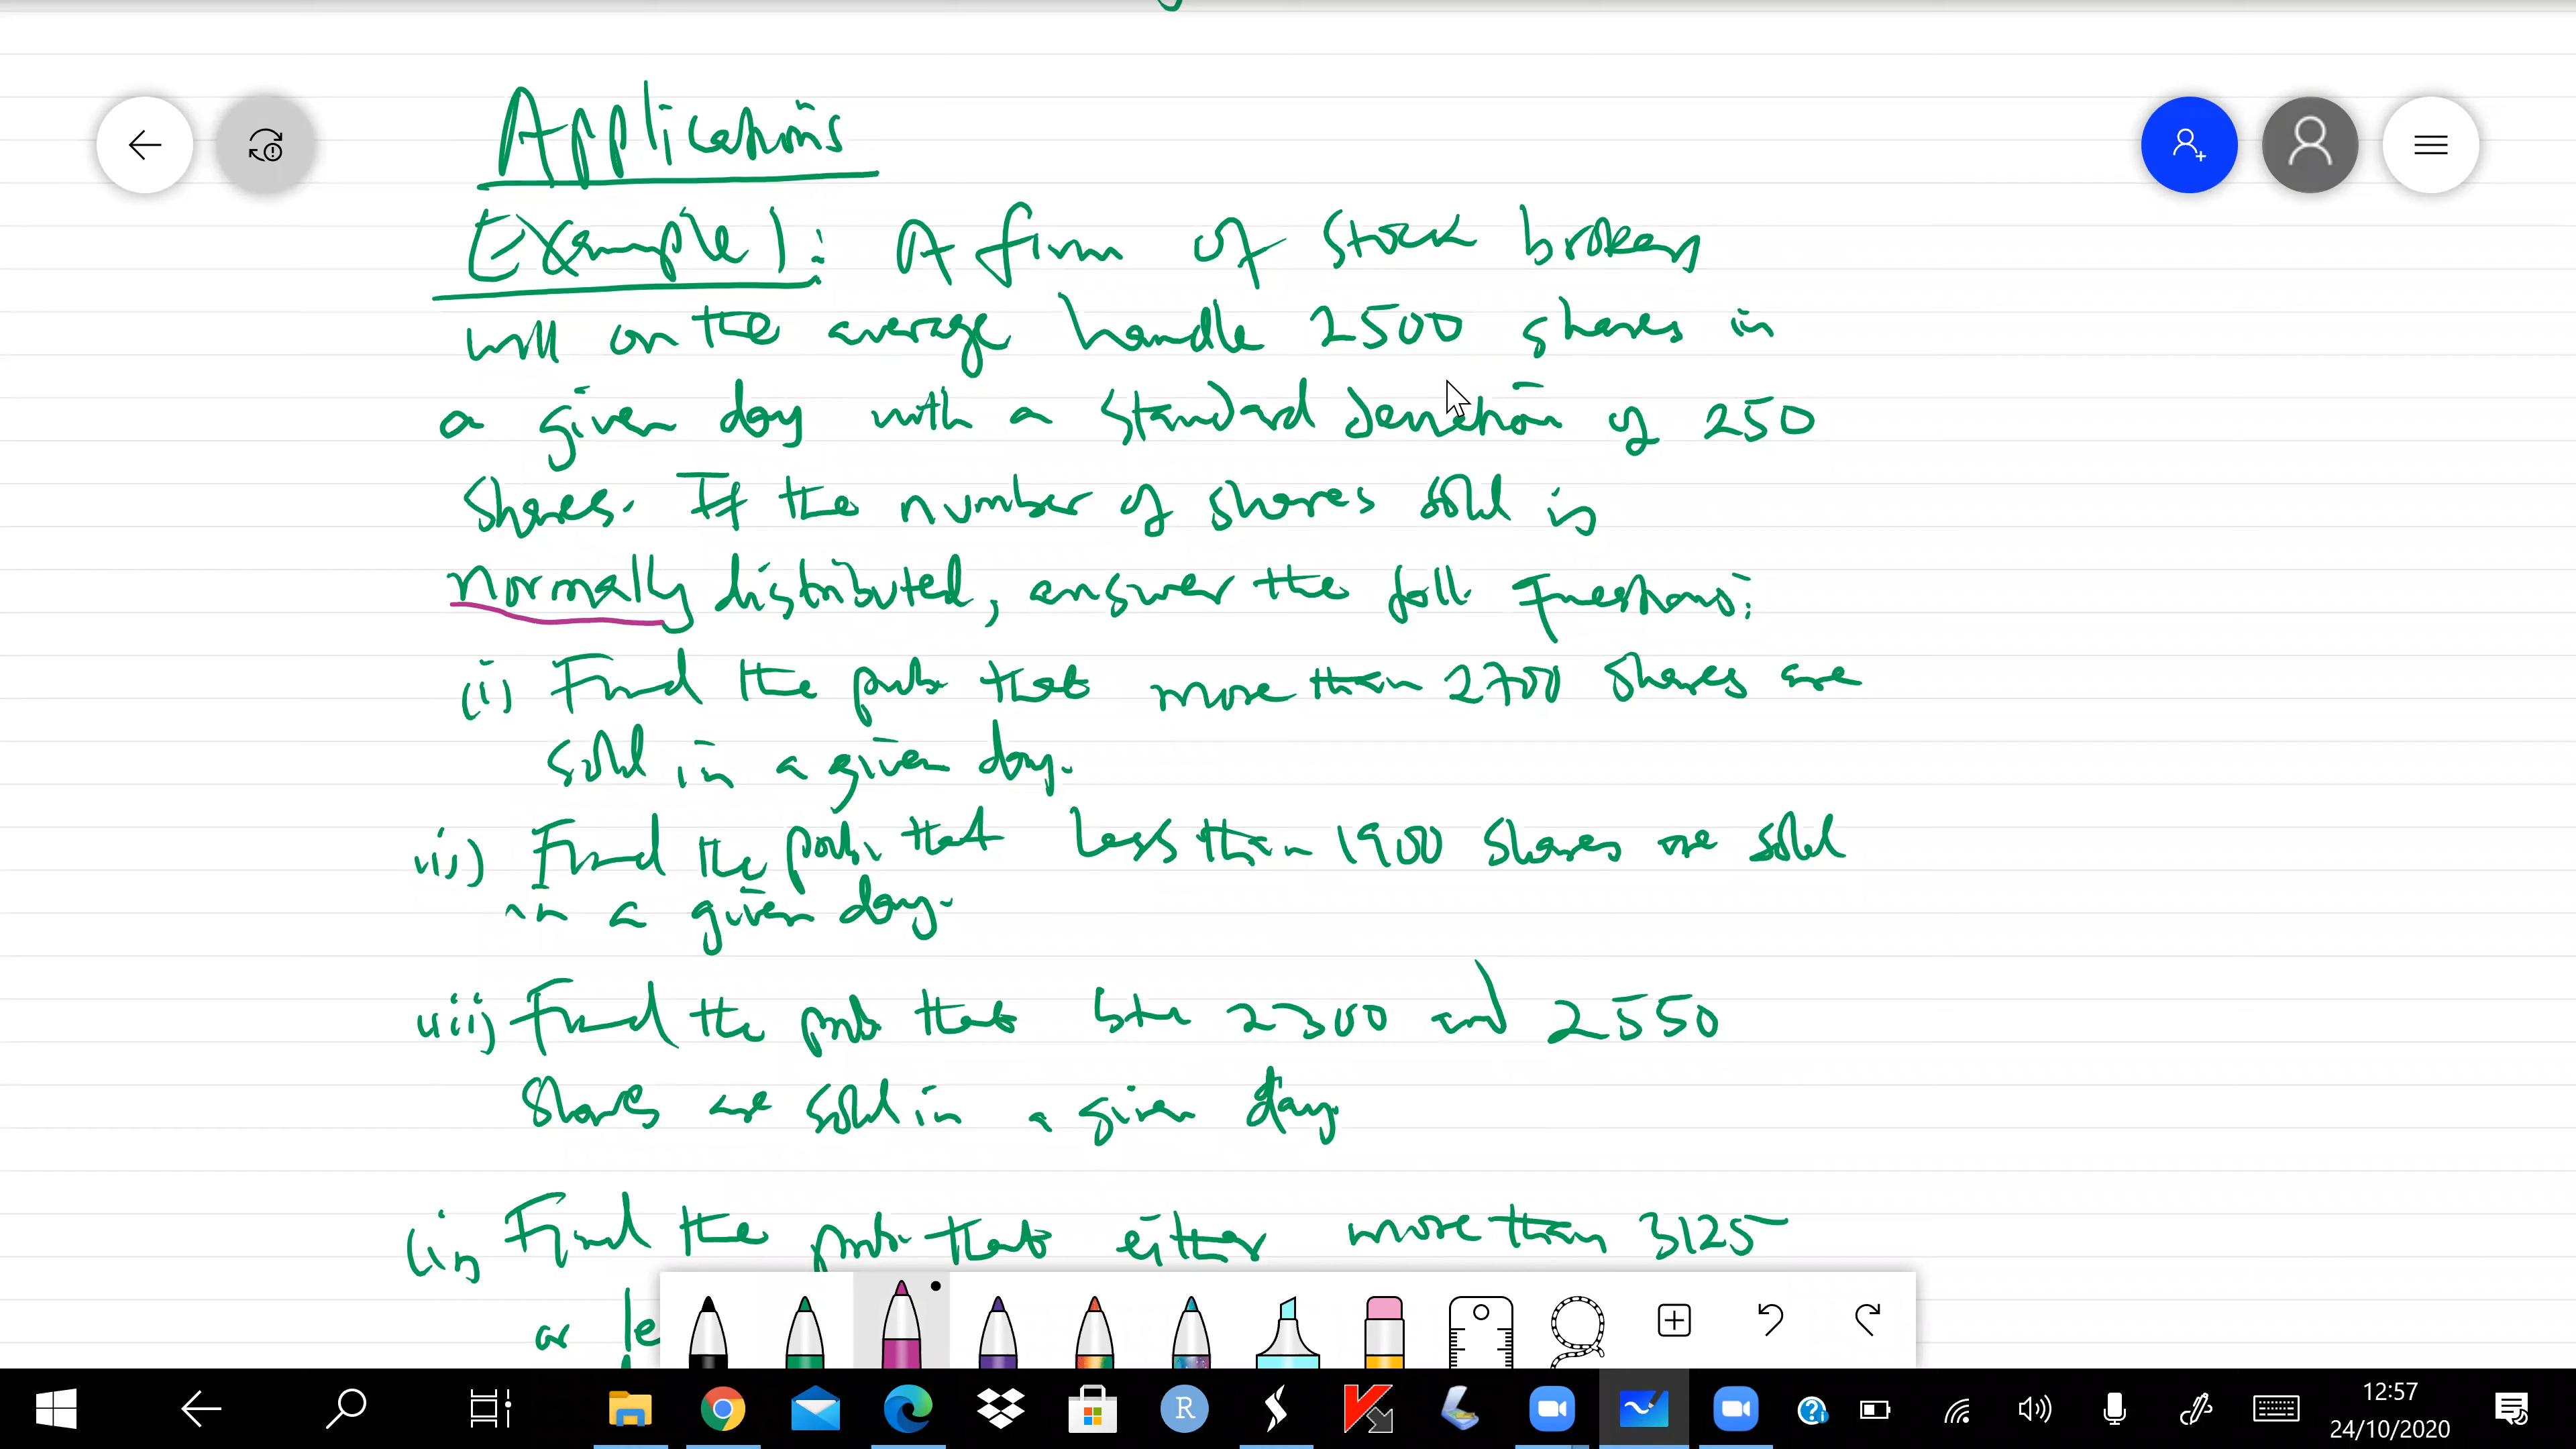 Applications
Example 1: A firm of stock brokers
will on the average handle 2500 shares in
a given day with a standard deviation of 250
shares. If the number of shares sold is
normally distributed, answer the foll. questions:
(i) Find the prob that more than 2700 shares are
sold in a given day.
(ii) Find the prob. that less than 1900 shares are sold
in a given day.
(iii) Find the prob that btn 2300 and 2550
shares are sold in a given day.
Find the prob. that either more than 3125
or le
R
12:57
24/10/2020